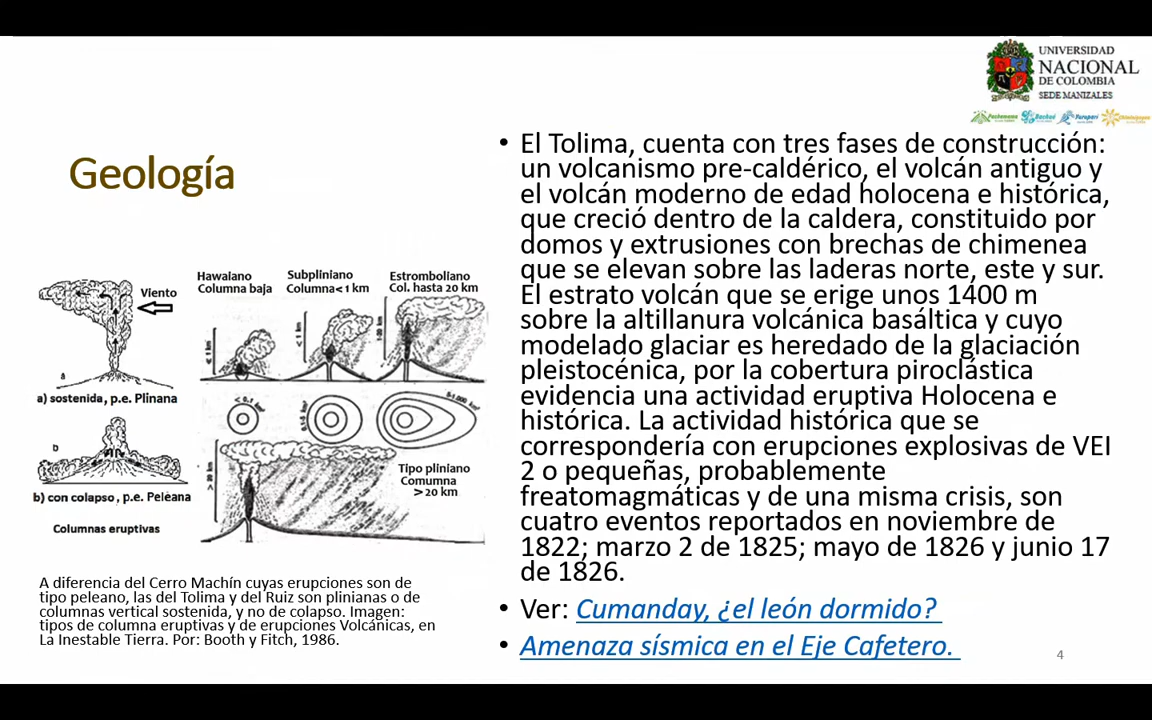 UNIVERSIDAD
NACIONAL
DE COLOMBIA
SEDE MANIZALES
Geología
• El Tolima, cuenta con tres fases de construcción:
un volcanismo pre-caldérico, el volcán antiguo y
el volcán moderno de edad holocena e histórica,
que creció dentro de la caldera, constituido por
domos y extrusiones con brechas de chimenea
que se elevan sobre las laderas norte, este y sur.
El estrato volcán que se erige unos 1400 m
sobre la altillanura volcánica basáltica y cuyo
modelado glaciar es heredado de la glaciación
pleistocénica, por la cobertura piroclástica
evidencia una actividad eruptiva Holocena e
histórica. La actividad histórica que se
correspondería con erupciones explosivas de VEI
2 o pequeñas, probablemente
freatomagmáticas y de una misma crisis, son
cuatro eventos reportados en noviembre de
1822; marzo 2 de 1825; mayo de 1826 y junio 17
de 1826.
• Ver: Cumanday, ¿el león dormido?
• Amenaza sísmica en el Eje Cafetero.
Viento
a
a) sostenida, p.e. Plinana
b
b) con colapso, p.e. Peleana
Columnas eruptivas
Hawaiano
Columna baja
Subpliniano
Columna< 1 km
Estromboliano
Col. hasta 20 km
Tipo pliniano
Comumna
> 20 km
A diferencia del Cerro Machín cuyas erupciones son de
tipo peleano, las del Tolima y del Ruiz son plinianas o de
columnas vertical sostenida, y no de colapso. Imagen:
tipos de columna eruptivas y de erupciones Volcánicas, en
La Inestable Tierra. Por: Booth y Fitch, 1986.
4